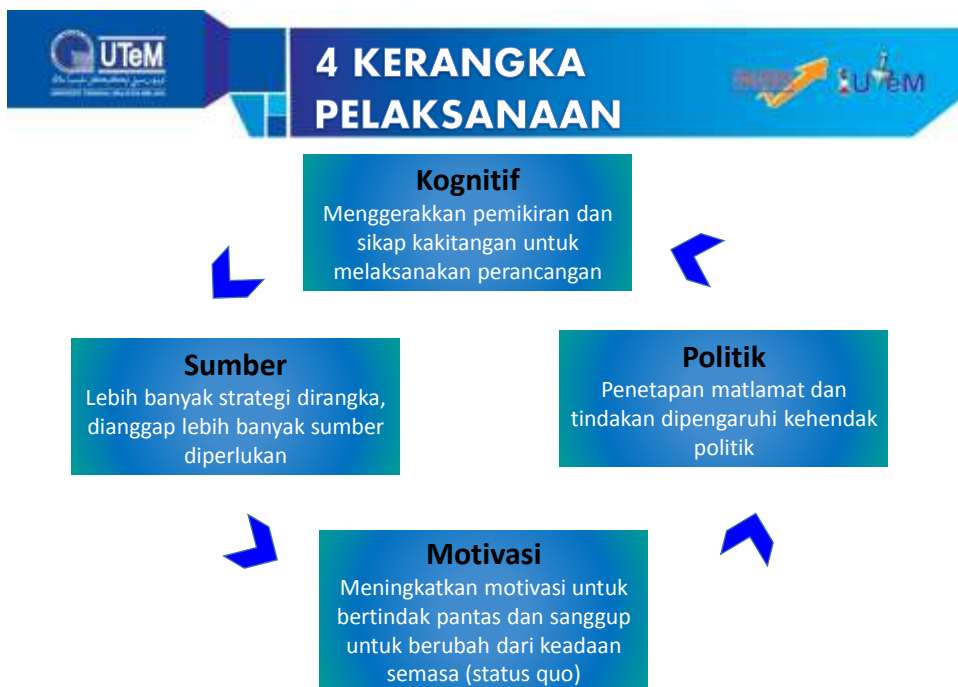 UTeM
4 KERANGKA
PELAKSANAAN
UTeM
Kognitif
Menggerakkan pemikiran dan
sikap kakitangan untuk
melaksanakan perancangan
Sumber
Lebih banyak strategi dirangka,
dianggap lebih banyak sumber
diperlukan
Politik
Penetapan matlamat dan
tindakan dipengaruhi kehendak
politik
Motivasi
Meningkatkan motivasi untuk
bertindak pantas dan sanggup
untuk berubah dari keadaan
semasa (status quo)